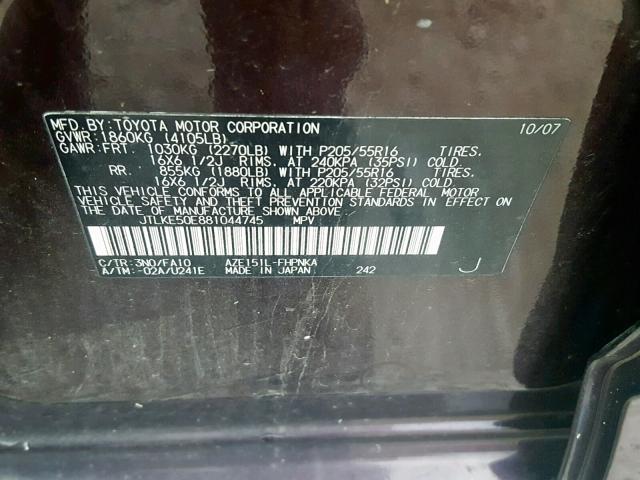 MFD.BY:TOYOTA MOTOR CORPORATION 10/07
GVWR:1860KG (4105LB)
GAWR:FRT. 1030KG (2270LB) WITH P205/55R16 TIRES.
16X6 1/2J RIMS. AT 240KPA (35PSI) COLD.
RR. 855KG (1880LB) WITH P205/55R16 TIRES.
16X6 1/2J RIMS. AT 220KPA (32PSI) COLD.
THIS VEHICLE CONFORMS TO ALL APPLICABLE FEDERAL MOTOR
VEHICLE SAFETY AND THEFT PREVENTION STANDARDS IN EFFECT
ON THE DATE OF MANUFACTURE SHOWN ABOVE.
JTLKE50E881044745 MPV
C/TR:3N0/FA10 AZE151L-FHPNKA
A/TM:-02A/U241E MADE IN JAPAN 242 J